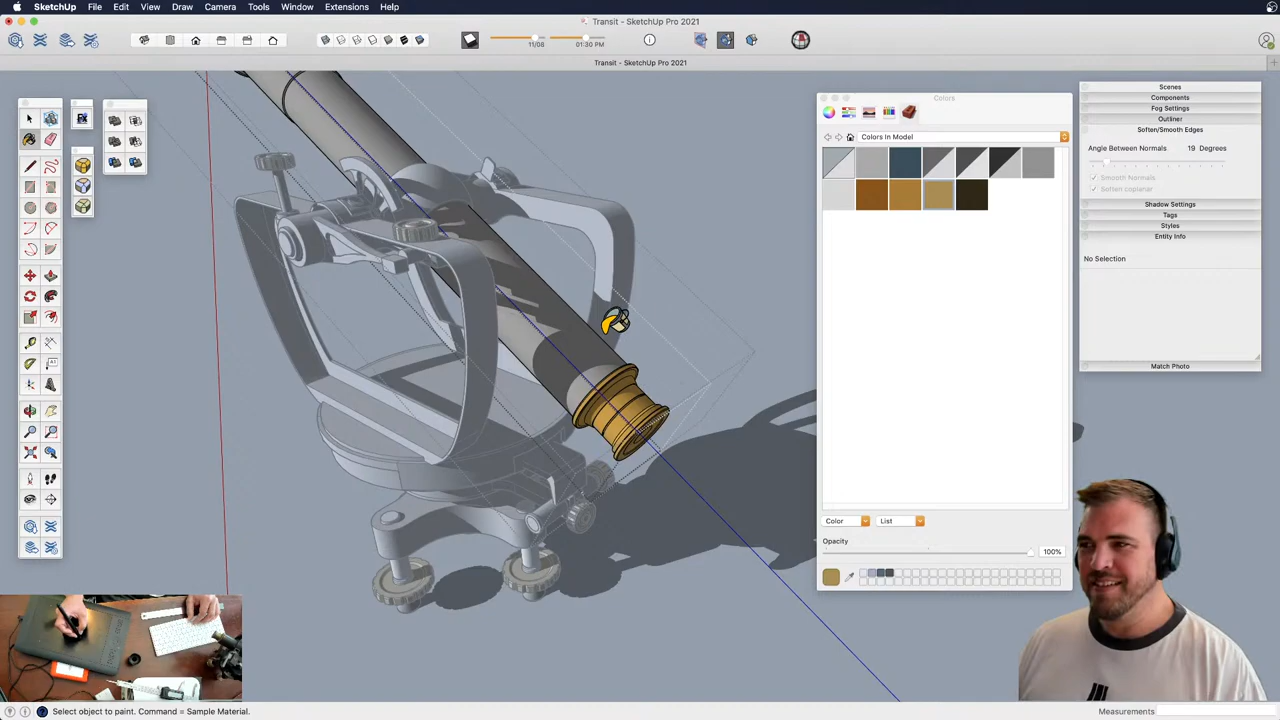 SketchUp File Edit Draw Camera Tools Window Extensions Help
Transit - SketchUp Pro 2021
11/08
01:30 PM
Transit - SketchUp Pro 2021
Scenes
Components
Fog Settings
Outliner
Soften/Smooth Edges
Angle Between Normals 19 Degrees
Smooth Normals
Soften coplanar
Shadow Settings
Tags
Styles
Entity Info
No Selection
Match Photo
Colors
Colors In Model
Color List
Opacity
100%
Select object to paint. Command = Sample Material.
Measurements